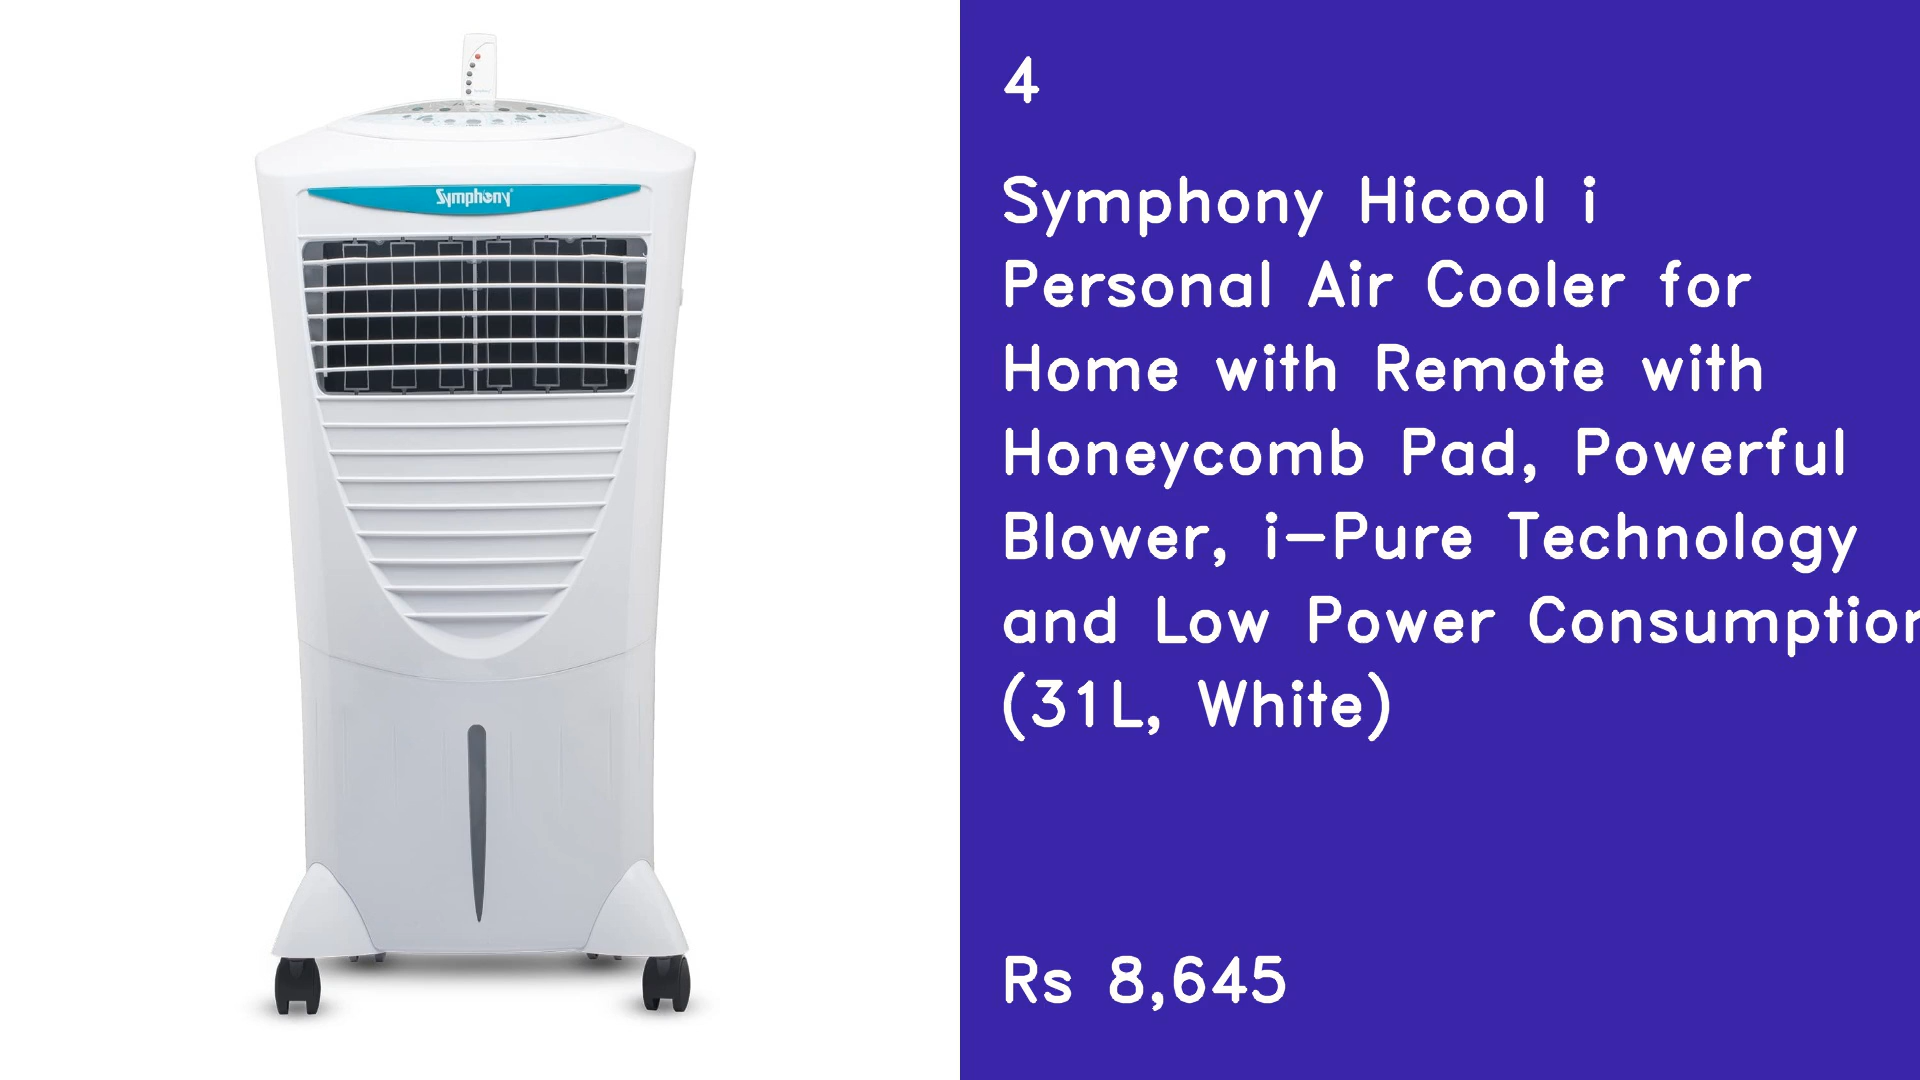 Symphony
4
Symphony Hicool i
Personal Air Cooler for
Home with Remote with
Honeycomb Pad, Powerful
Blower, i-Pure Technology
and Low Power Consumption
(31L, White)
Rs 8,645